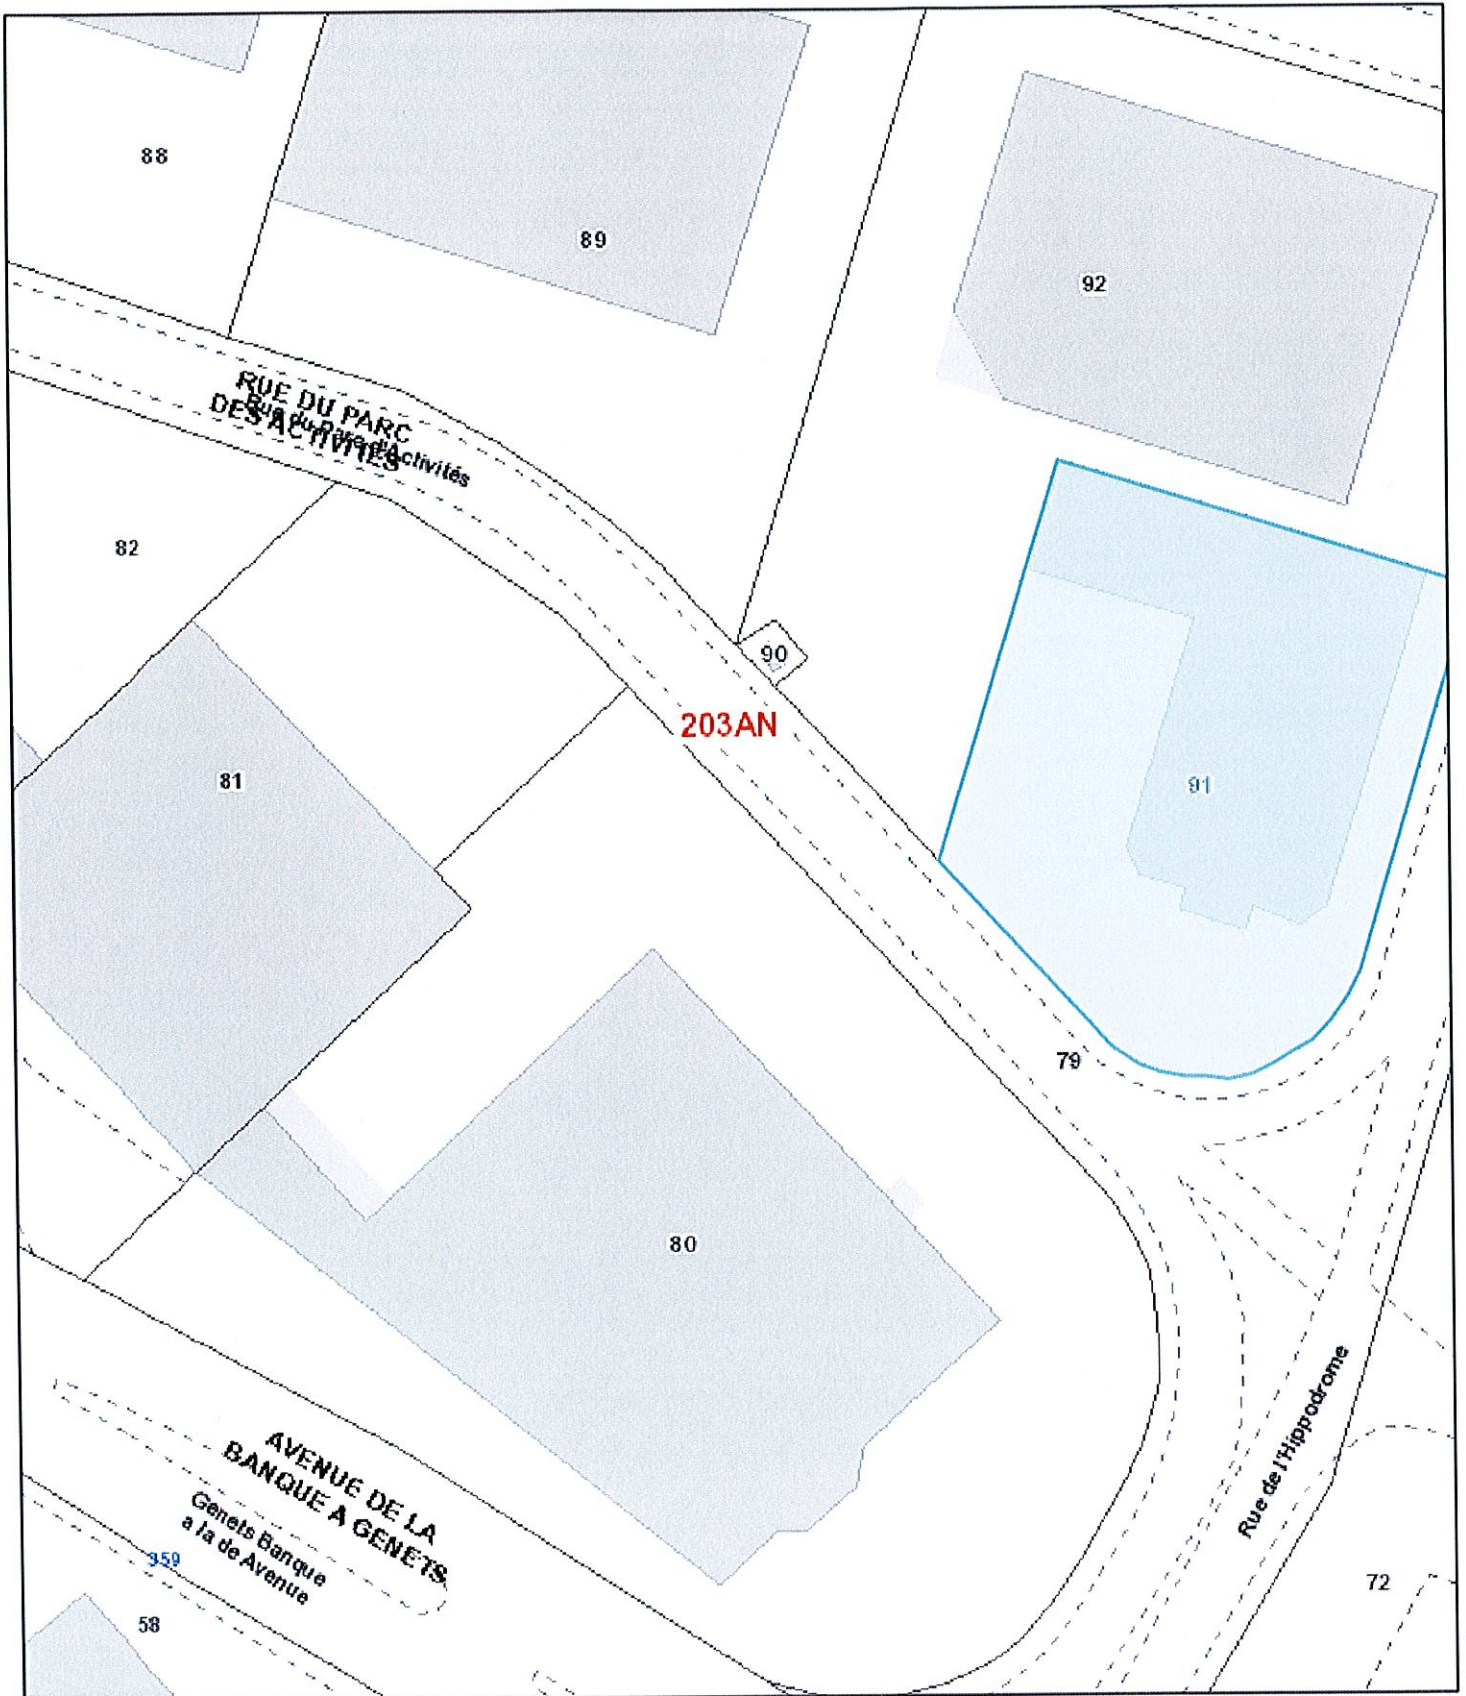 88
89
92
RUE DU PARC
DES ACTIVITES
Rue du Parc d'Activités
82
90
203AN
81
91
79
80
Rue de l'Hippodrome
AVENUE DE LA
BANQUE A GENETS
Genets Banque
a la de Avenue
359
58
72